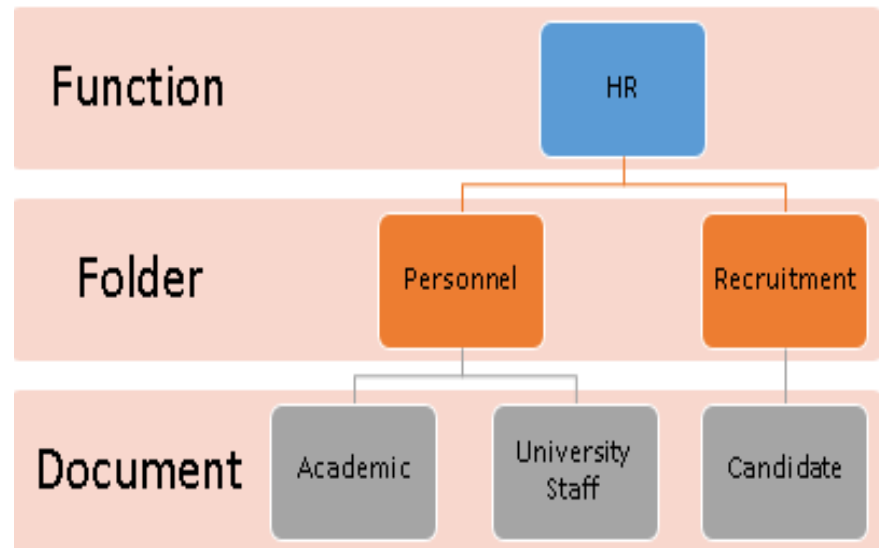 Function
HR
Folder
Personnel
Recruitment
Document
Academic
University
Staff
Candidate